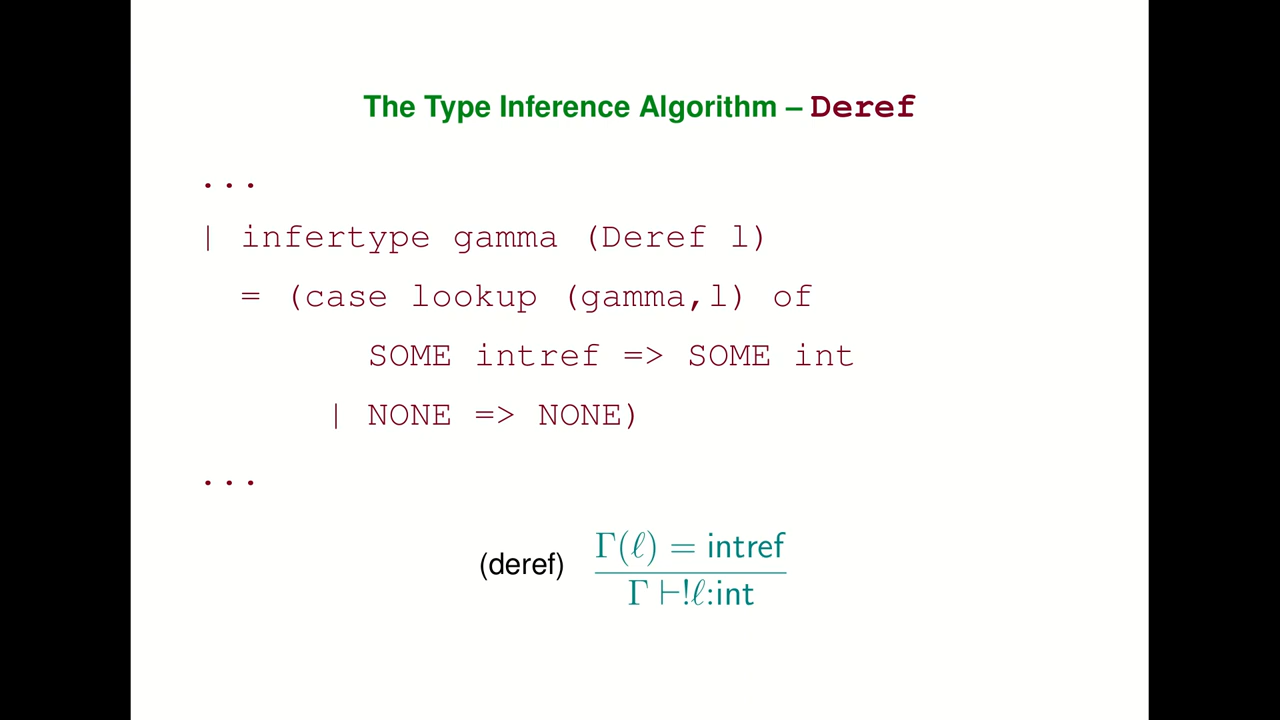 The Type Inference Algorithm – Deref
...
| infertype gamma (Deref l)
= (case lookup (gamma,l) of
SOME intref => SOME int
| NONE => NONE)
...
(deref) Γ(ℓ) = intref
Γ ⊢!ℓ:int